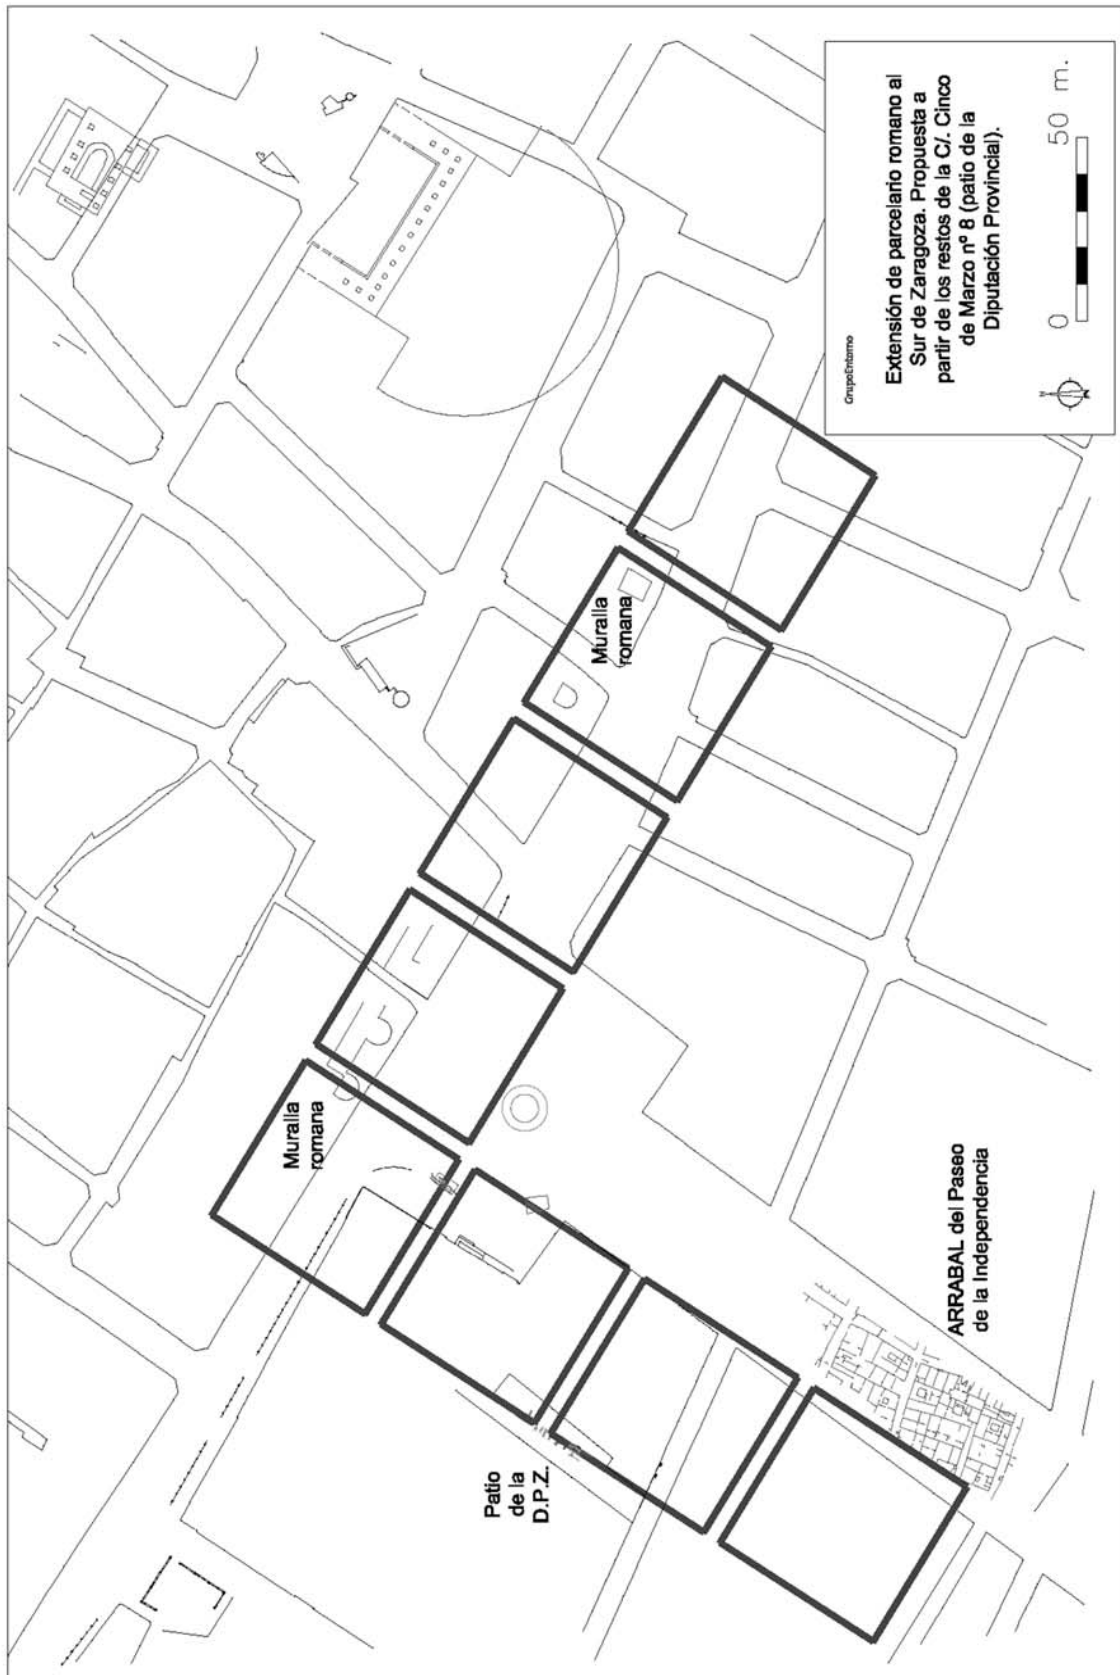 Muralla
romana
Muralla
romana
Patio
de la
D.P.Z.
ARRABAL del Paseo
de la Independencia
GrupoEntorno
Extensión de parcelario romano al
Sur de Zaragoza. Propuesta a
partir de los restos de la C/. Cinco
de Marzo nº 8 (patio de la
Diputación Provincial).
0 50 m.